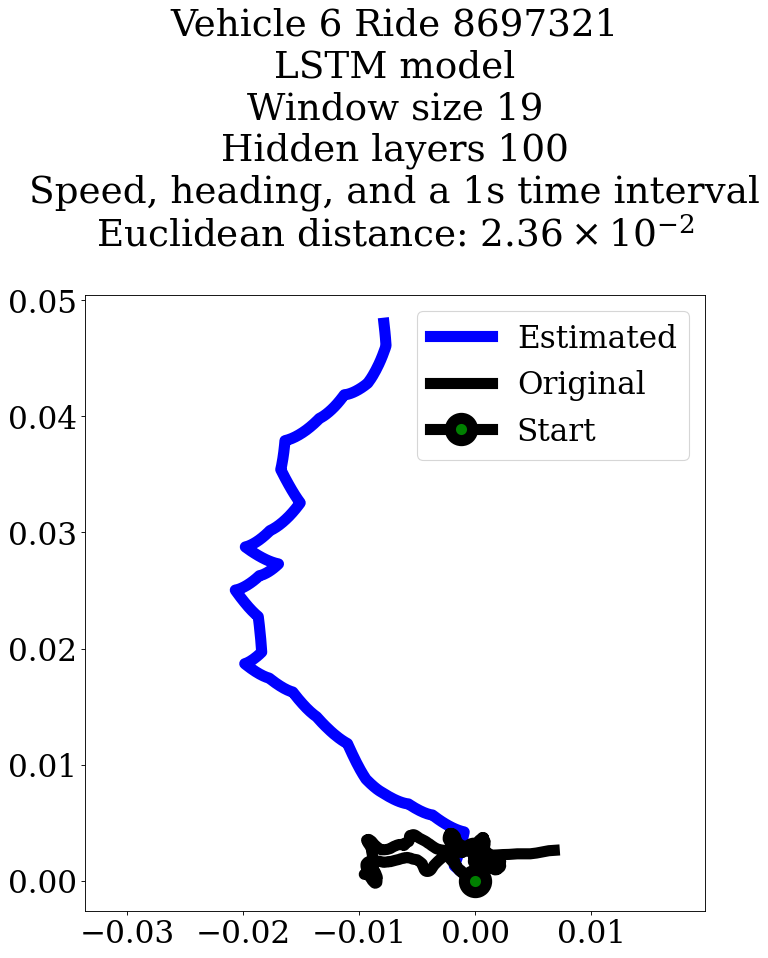 Vehicle 6 Ride 8697321
LSTM model
Window size 19
Hidden layers 100
Speed, heading, and a 1s time interval
Euclidean distance: 2.36 × 10⁻²
0.05
0.04
0.03
0.02
0.01
0.00
Estimated
Original
Start
−0.03 −0.02 −0.01 0.00 0.01